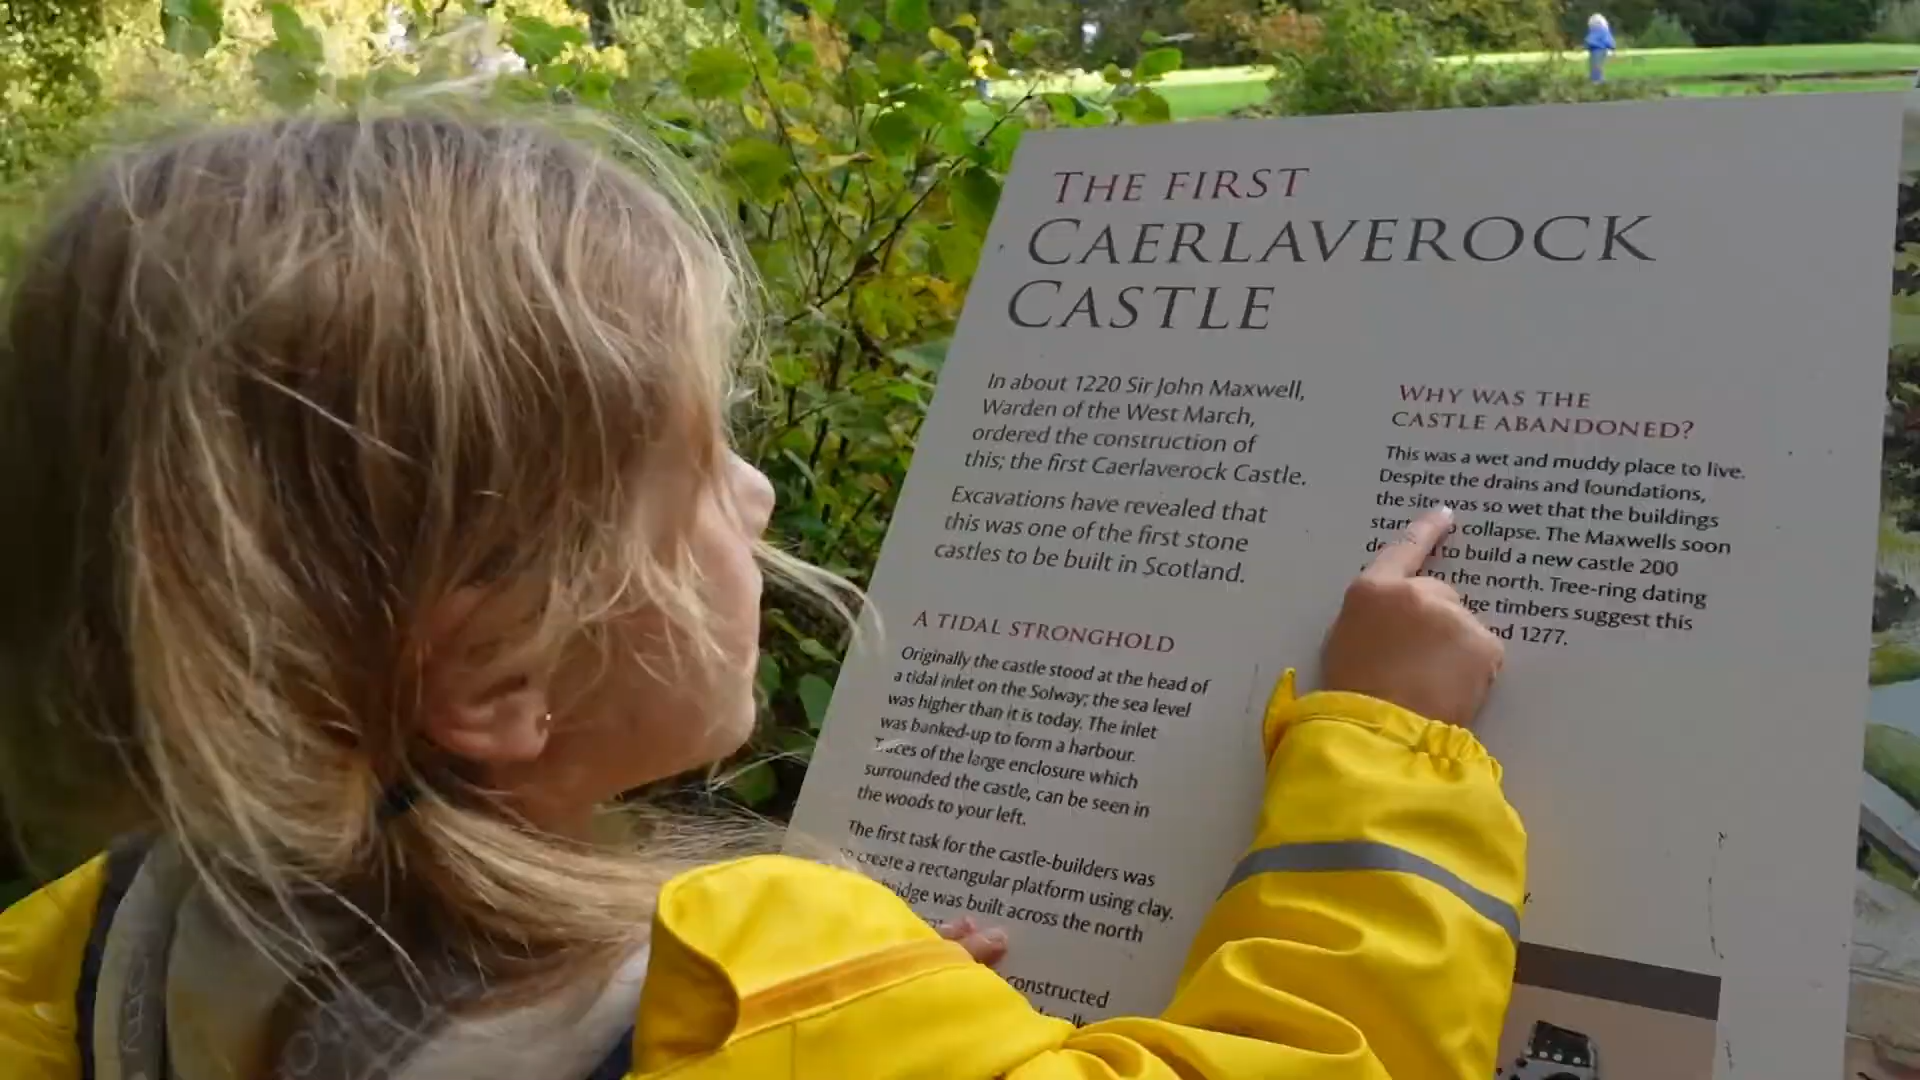 THE FIRST
CAERLAVEROCK
CASTLE
In about 1220 Sir John Maxwell,
Warden of the West March,
ordered the construction of
this; the first Caerlaverock Castle.
Excavations have revealed that
this was one of the first stone
castles to be built in Scotland.
A TIDAL STRONGHOLD
Originally the castle stood at the head of
a tidal inlet on the Solway; the sea level
was higher than it is today. The inlet
was banked-up to form a harbour.
Traces of the large enclosure which
surrounded the castle, can be seen in
the woods to your left.
The first task for the castle-builders was
create a rectangular platform using clay.
bridge was built across the north
constructed
WHY WAS THE
CASTLE ABANDONED?
This was a wet and muddy place to live.
Despite the drains and foundations,
the site was so wet that the buildings
collapse. The Maxwells soon
to build a new castle 200
to the north. Tree-ring dating
timbers suggest this
1277.